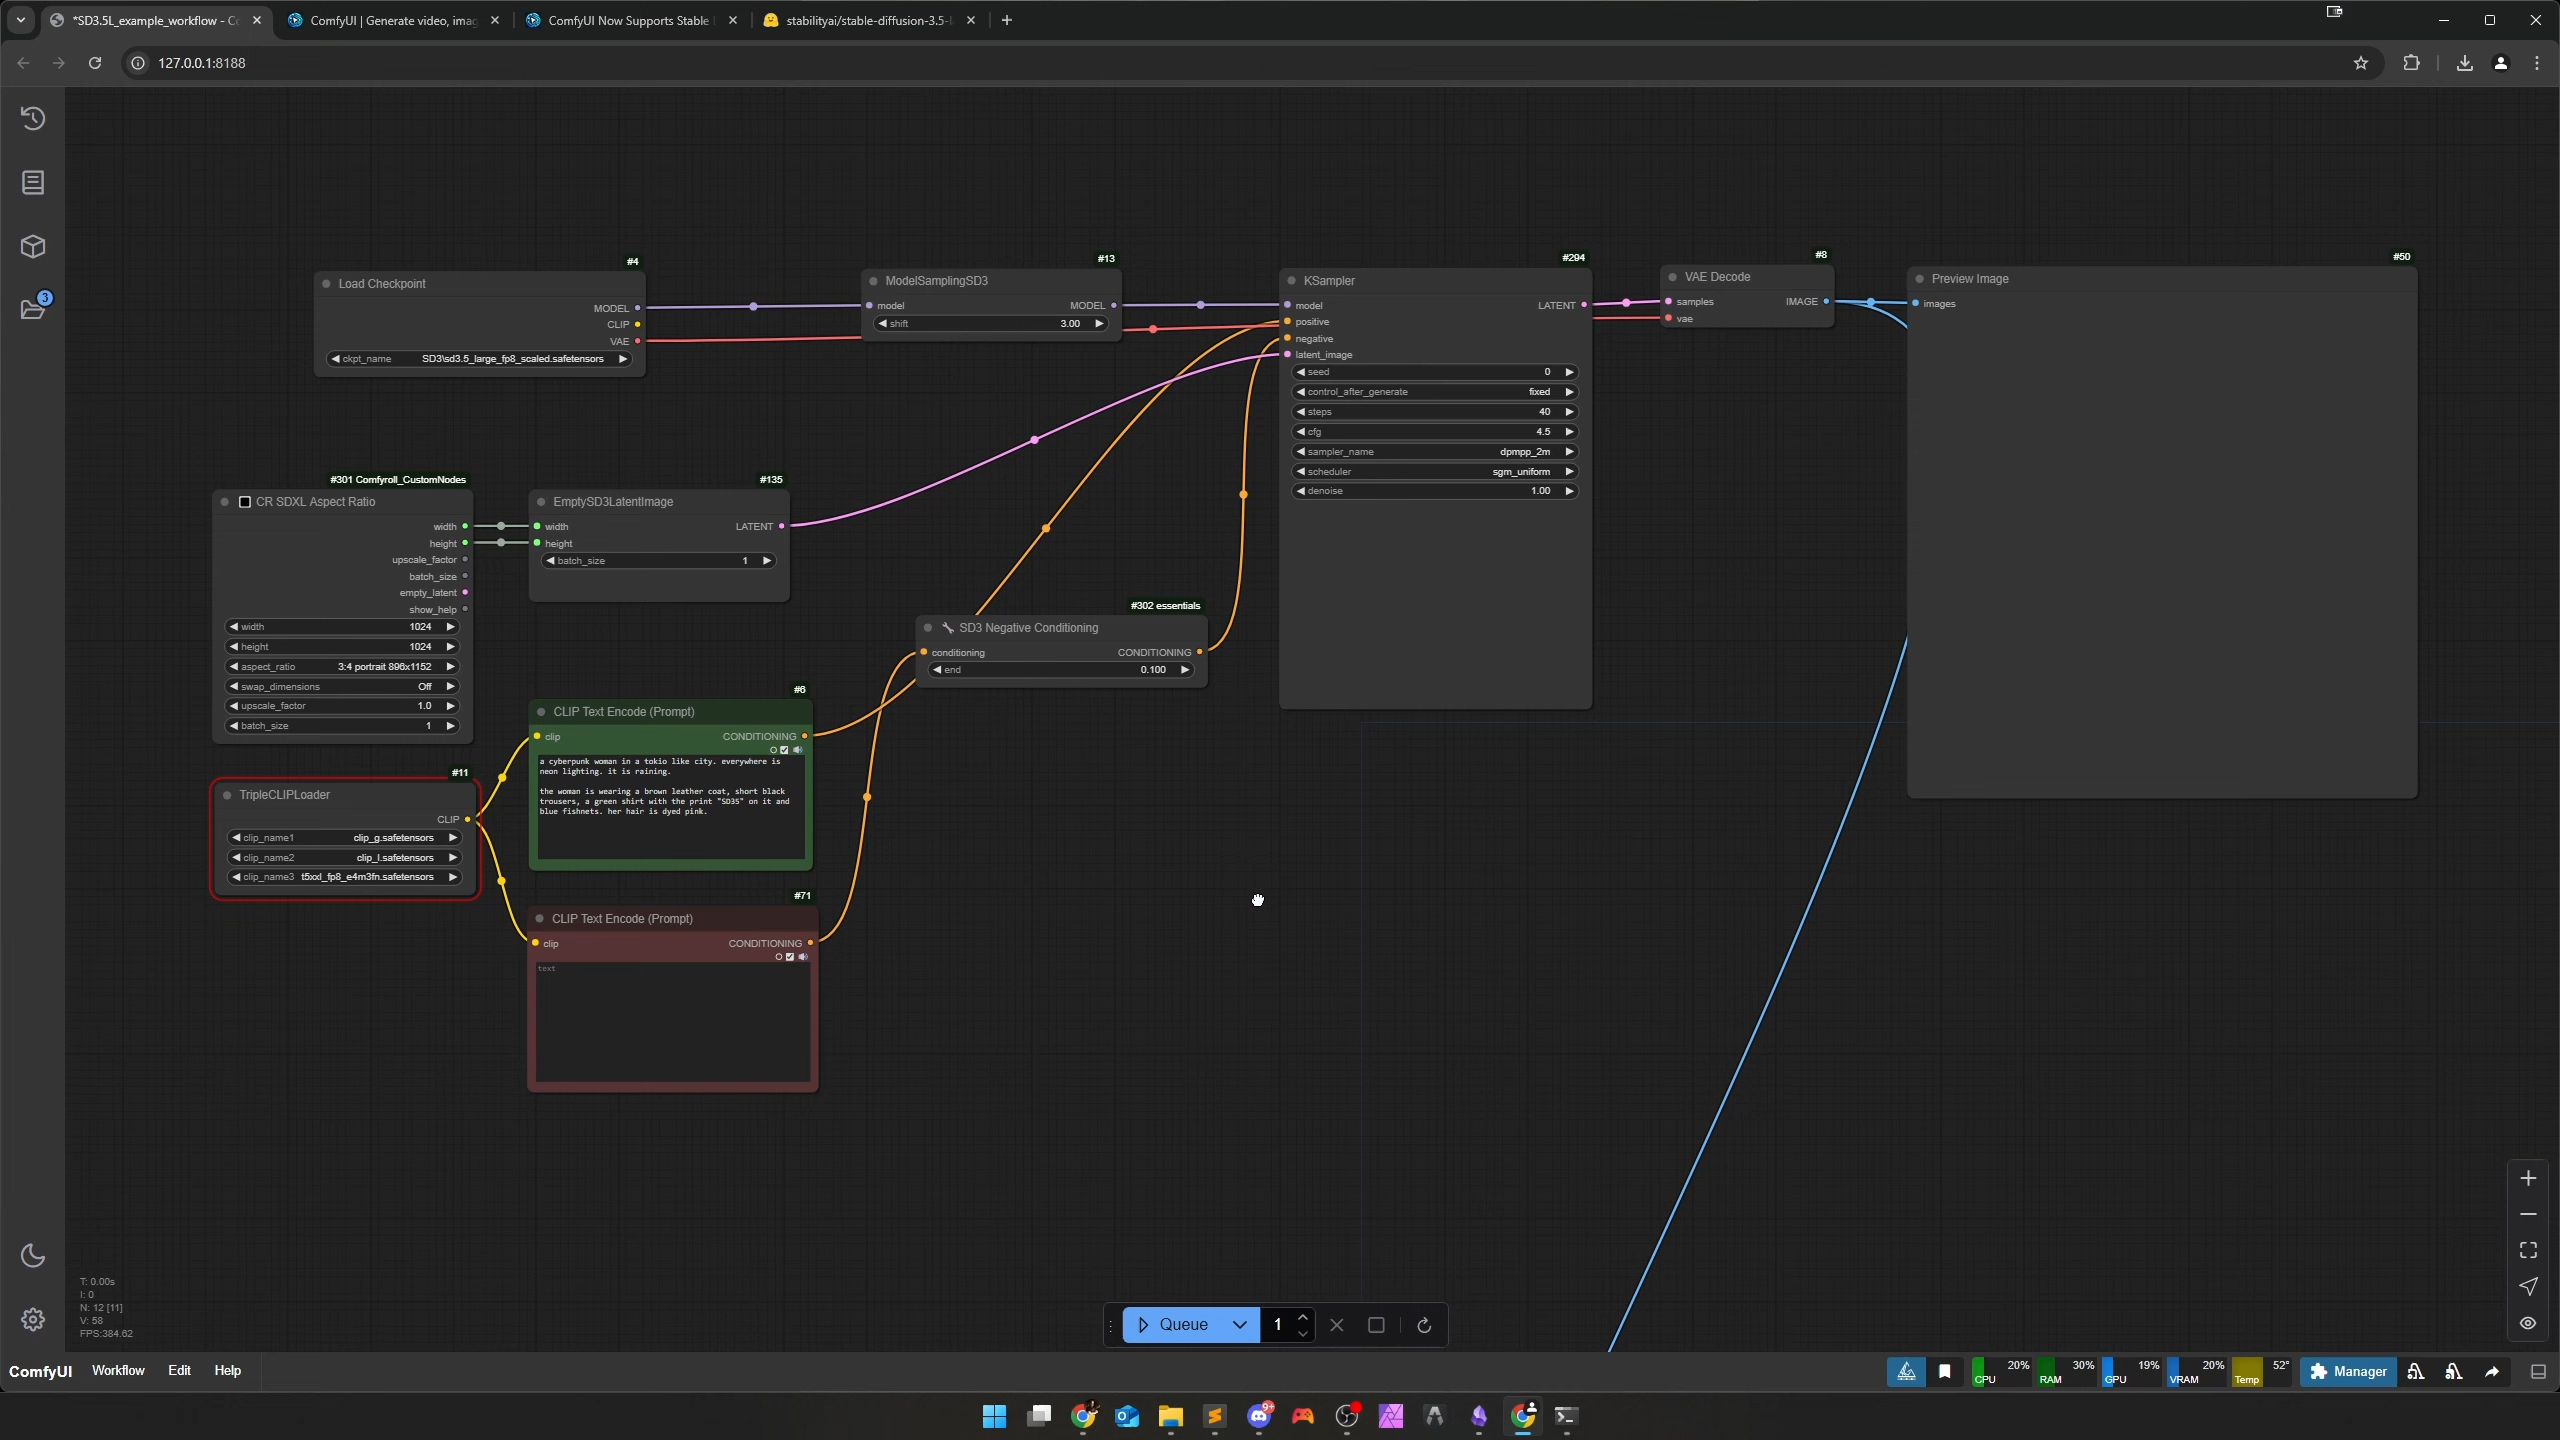 *SD3.5L_example_workflow - C
ComfyUI | Generate video, imag
ComfyUI Now Supports Stable
stabilityai/stable-diffusion-3.5-l
127.0.0.1:8188
3
#4
Load Checkpoint
MODEL
CLIP
VAE
ckpt_name SD3\sd3.5_large_fp8_scaled.safetensors
#13
ModelSamplingSD3
model MODEL
shift 3.00
#294
KSampler
model LATENT
positive
negative
latent_image
seed 0
control_after_generate fixed
steps 40
cfg 4.5
sampler_name dpmpp_2m
scheduler sgm_uniform
denoise 1.00
#8
VAE Decode
samples IMAGE
vae
#50
Preview Image
images
#301 Comfyroll_CustomNodes
CR SDXL Aspect Ratio
width
height
upscale_factor
batch_size
empty_latent
show_help
width 1024
height 1024
aspect_ratio 3:4 portrait 896x1152
swap_dimensions Off
upscale_factor 1.0
batch_size 1
#135
EmptySD3LatentImage
width LATENT
height
batch_size 1
#302 essentials
SD3 Negative Conditioning
conditioning CONDITIONING
end 0.100
#6
CLIP Text Encode (Prompt)
clip CONDITIONING
a cyberpunk woman in a tokio like city. everywhere is
neon lighting. it is raining.
the woman is wearing a brown leather coat, short black
trousers, a green shirt with the print "SD35" on it and
blue fishnets. her hair is dyed pink.
#11
TripleCLIPLoader
CLIP
clip_name1 clip_g.safetensors
clip_name2 clip_l.safetensors
clip_name3 t5xxl_fp8_e4m3fn.safetensors
#71
CLIP Text Encode (Prompt)
clip CONDITIONING
text
T: 0.00s
I: 0
N: 12 [11]
V: 58
FPS:384.62
Queue 1
ComfyUI Workflow Edit Help
CPU 20% RAM 30% GPU 19% VRAM 20% Temp 52°
Manager
9+